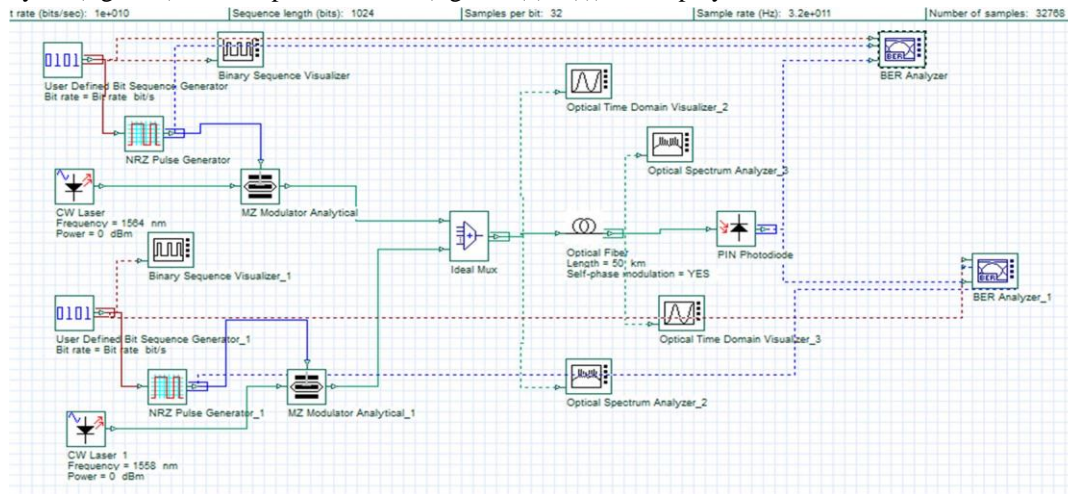 t rate (bits/sec): 1e+010
Sequence length (bits): 1024
Samples per bit: 32
Sample rate (Hz): 3.2e+011
Number of samples: 32768
0101
User Defined Bit Sequence Generator
Bit rate = Bit rate bit/s
Binary Sequence Visualizer
BER
BER Analyzer
Optical Time Domain Visualizer_2
NRZ Pulse Generator
Optical Spectrum Analyzer_3
CW Laser
Frequency = 1564 nm
Power = 0 dBm
MZ Modulator Analytical
Ideal Mux
Optical Fiber
Length = 50 km
Self-phase modulation = YES
PIN Photodiode
Binary Sequence Visualizer_1
BER
BER Analyzer_1
0101
User Defined Bit Sequence Generator_1
Bit rate = Bit rate bit/s
Optical Time Domain Visualizer_3
NRZ Pulse Generator_1
MZ Modulator Analytical_1
Optical Spectrum Analyzer_2
CW Laser 1
Frequency = 1558 nm
Power = 0 dBm